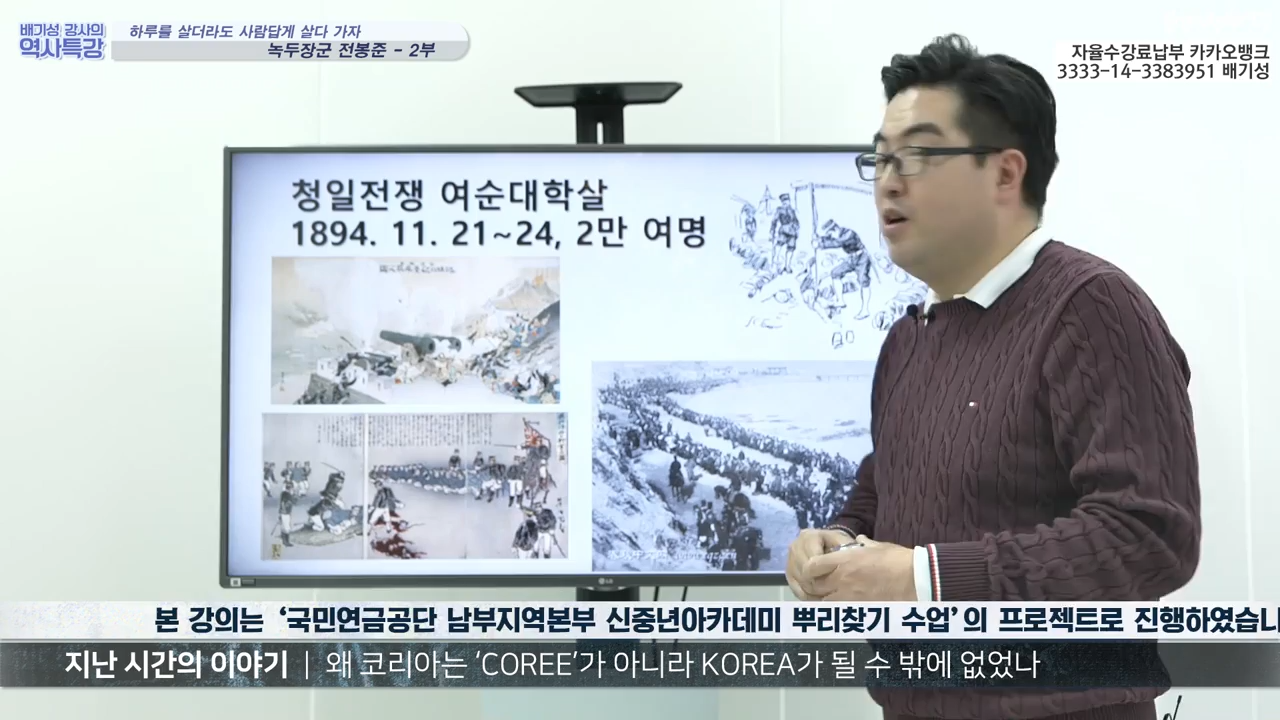 배기성 강사의
역사특강
하루를 살더라도 사람답게 살다 가자
녹두장군 전봉준 - 2부
자율수강료납부 카카오뱅크
3333-14-3383951 배기성
청일전쟁 여순대학살
1894. 11. 21~24, 2만 여명
LG
본 강의는 ‘국민연금공단 남부지역본부 신중년아카데미 뿌리찾기 수업’의 프로젝트로 진행하였습니
지난 시간의 이야기 | 왜 코리아는 ‘COREE’가 아니라 KOREA가 될 수 밖에 없었나